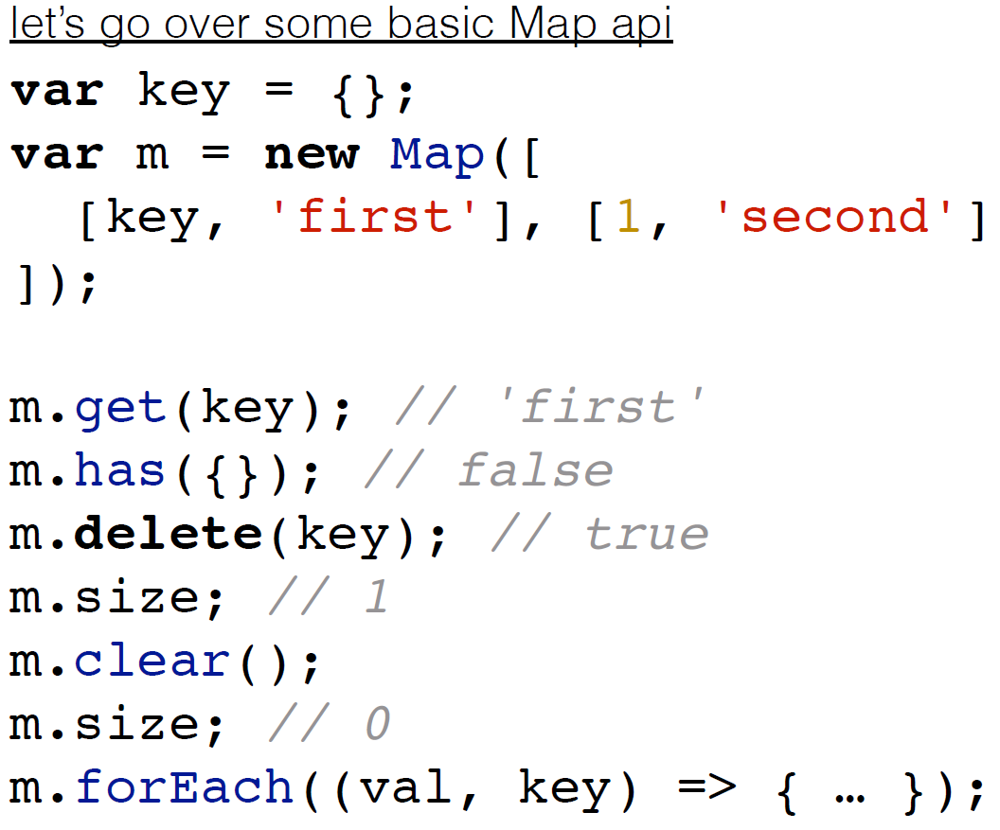 let’s go over some basic Map api
var key = {};
var m = new Map([
  [key, 'first'], [1, 'second']
]);
m.get(key); // 'first'
m.has({}); // false
m.delete(key); // true
m.size; // 1
m.clear();
m.size; // 0
m.forEach((val, key) => { … });